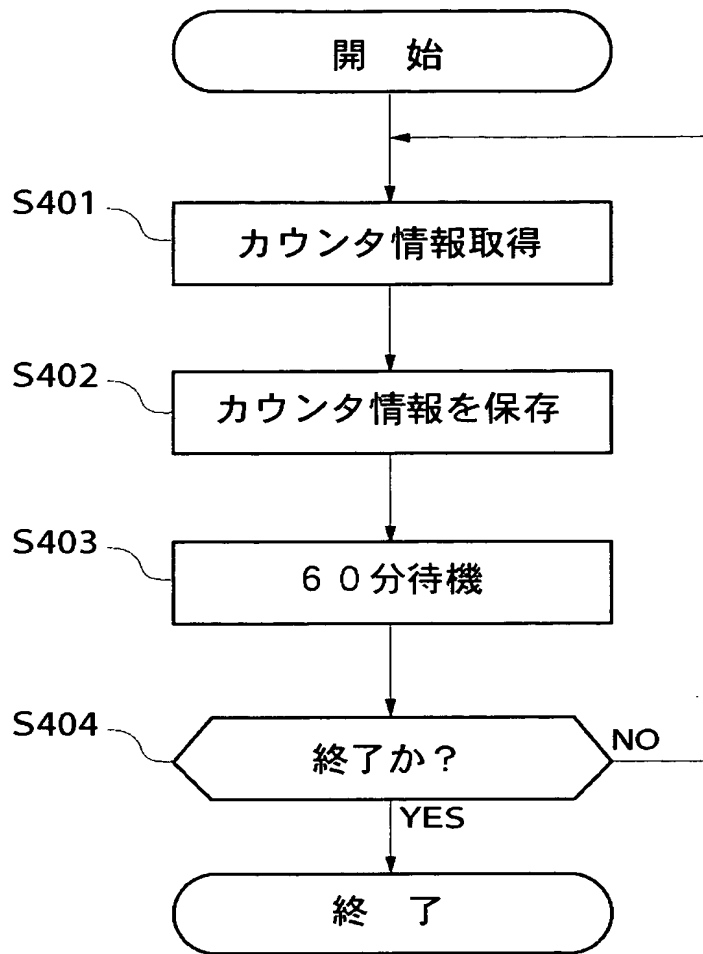 開　始
S401
カウンタ情報取得
S402
カウンタ情報を保存
S403
６０分待機
S404
終了か？
NO
YES
終　了